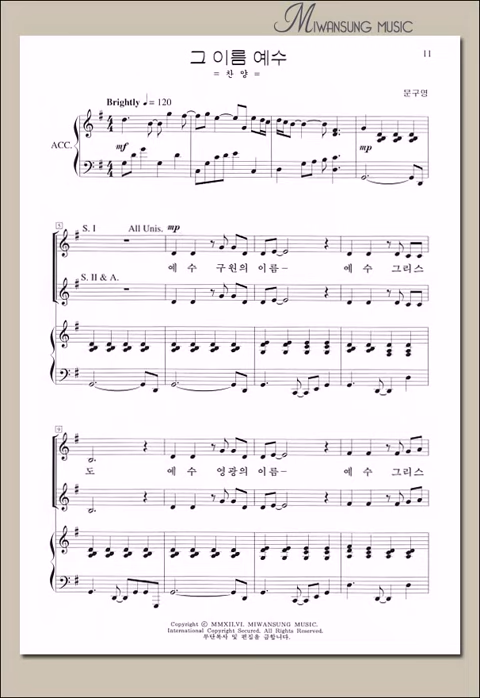 MIWANSUNG MUSIC
그 이름 예수
11
= 찬 양 =
문구명
Brightly ♩= 120
ACC.
mf
mp
5
S. I
All Unis. mp
예 수 구원의 이름– 예 수 그리스
S. II & A.
9
도 예 수 영광의 이름– 예 수 그리스
Copyright ⓒ MMXILVI. MIWANSUNG MUSIC.
International Copyright Secured. All Rights Reserved.
무단복사 및 편집을 금합니다.